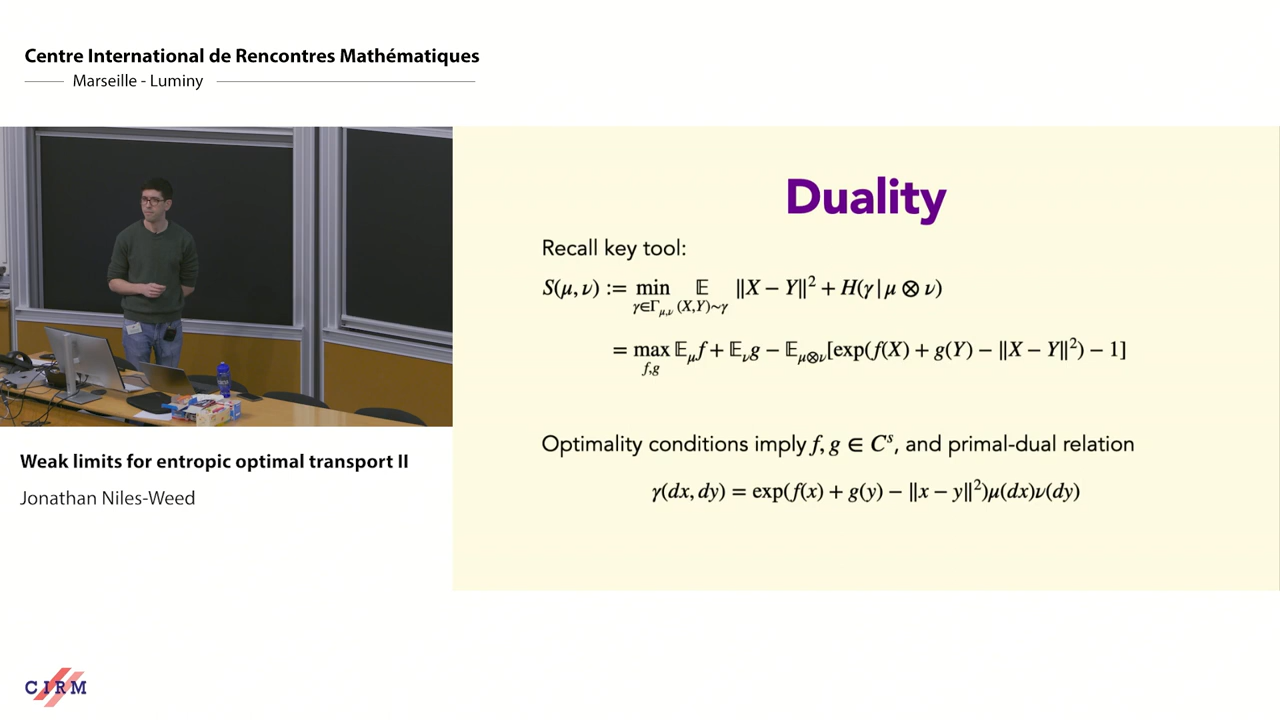 Centre International de Rencontres Mathématiques
Marseille - Luminy
Duality
Recall key tool:
S(μ, ν) := min_{γ∈Γ_{μ,ν}} 𝔼_{(X,Y)∼γ} ‖X − Y‖² + H(γ | μ ⊗ ν)
= max_{f,g} 𝔼_μ f + 𝔼_ν g − 𝔼_{μ⊗ν}[exp(f(X) + g(Y) − ‖X − Y‖²) − 1]
Optimality conditions imply f, g ∈ Cˢ, and primal-dual relation
γ(dx, dy) = exp(f(x) + g(y) − ‖x − y‖²)μ(dx)ν(dy)
Weak limits for entropic optimal transport II
Jonathan Niles-Weed
CIRM